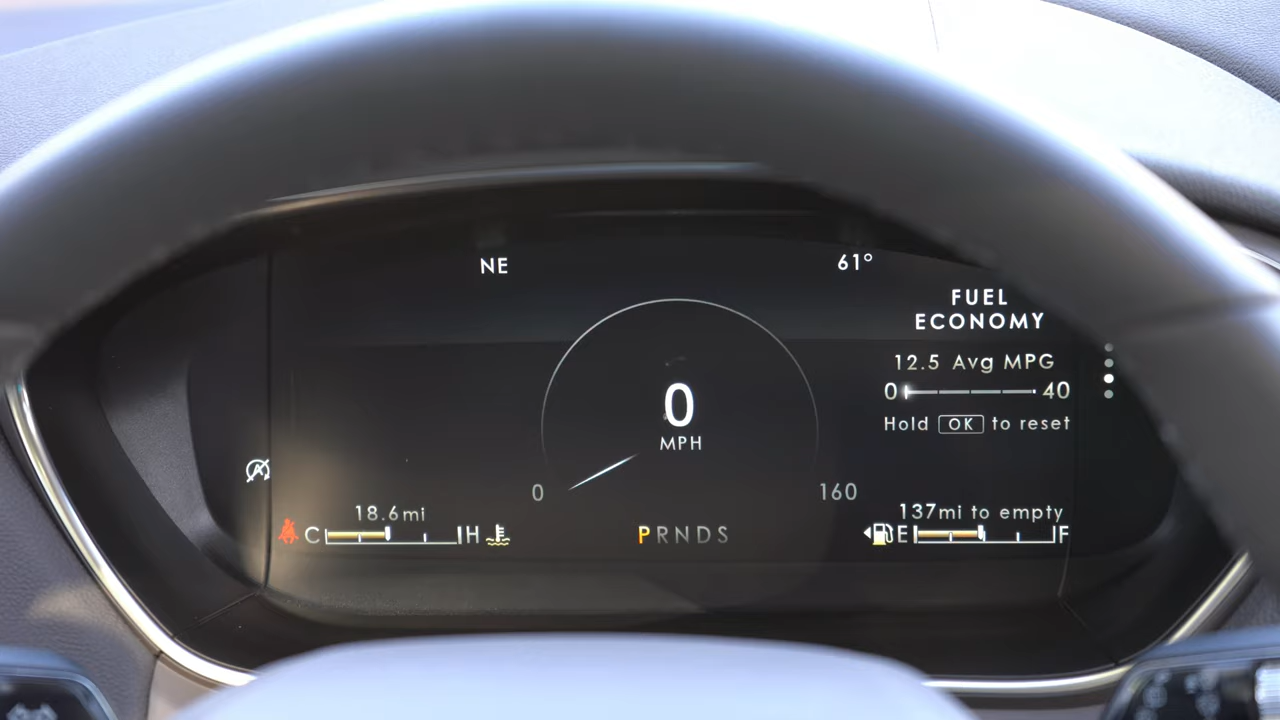 NE
61°
FUEL
ECONOMY
12.5 Avg MPG
0 40
Hold OK to reset
0
MPH
0
160
18.6mi
137mi to empty
C H
PRNDS
E F
A